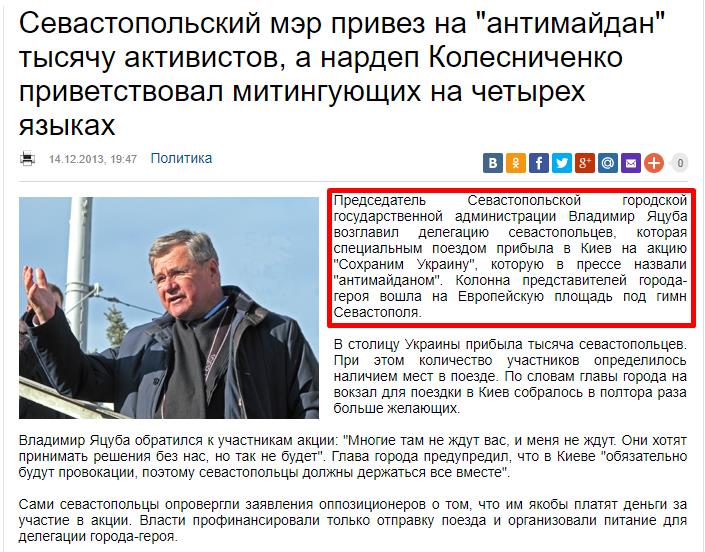 Севастопольский мэр привез на "антимайдан"
тысячу активистов, а нардеп Колесниченко
приветствовал митингующих на четырех
языках
14.12.2013, 19:47 Политика
0
Председатель Севастопольской городской
государственной администрации Владимир Яцуба
возглавил делегацию севастопольцев, которая
специальным поездом прибыла в Киев на акцию
"Сохраним Украину", которую в прессе назвали
"антимайданом". Колонна представителей города-
героя вошла на Европейскую площадь под гимн
Севастополя.
В столицу Украины прибыла тысяча севастопольцев.
При этом количество участников определилось
наличием мест в поезде. По словам главы города на
вокзал для поездки в Киев собралось в полтора раза
больше желающих.
Владимир Яцуба обратился к участникам акции: "Многие там не ждут вас, и меня не ждут. Они хотят
принимать решения без нас, но так не будет". Глава города предупредил, что в Киеве "обязательно
будут провокации, поэтому севастопольцы должны держаться все вместе".
Сами севастопольцы опровергли заявления оппозиционеров о том, что им якобы платят деньги за
участие в акции. Власти профинансировали только отправку поезда и организовали питание для
делегации города-героя.